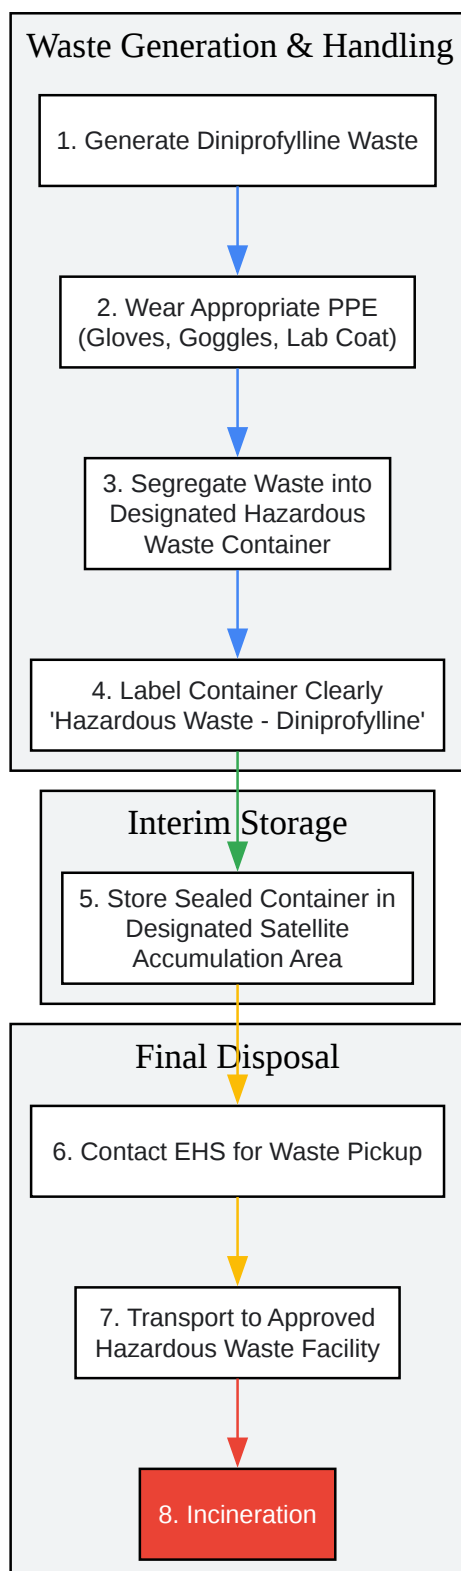 Waste Generation & Handling
1. Generate Diniprofylline Waste
2. Wear Appropriate PPE
(Gloves, Goggles, Lab Coat)
3. Segregate Waste into
Designated Hazardous
Waste Container
4. Label Container Clearly
'Hazardous Waste - Diniprofylline'
Interim Storage
5. Store Sealed Container in
Designated Satellite
Accumulation Area
Final Disposal
6. Contact EHS for Waste Pickup
7. Transport to Approved
Hazardous Waste Facility
8. Incineration